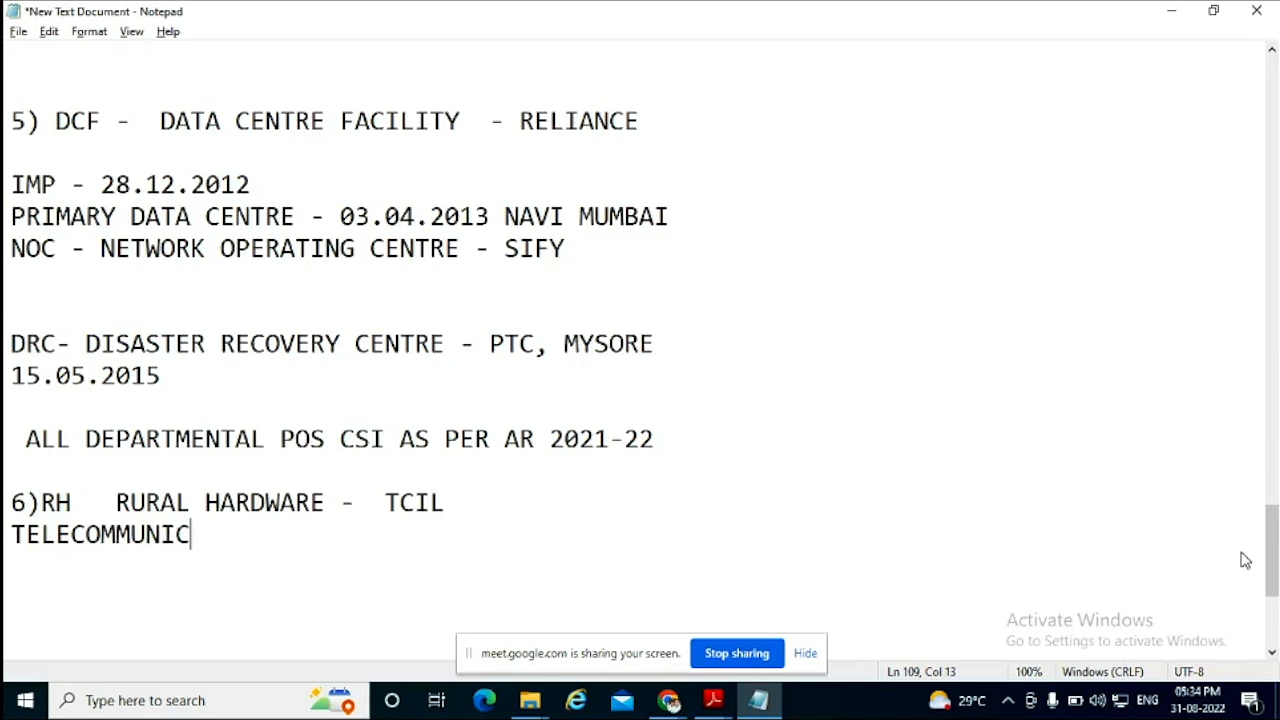 *New Text Document - Notepad
File Edit Format View Help
5) DCF -  DATA CENTRE FACILITY  - RELIANCE
IMP - 28.12.2012
PRIMARY DATA CENTRE - 03.04.2013 NAVI MUMBAI
NOC - NETWORK OPERATING CENTRE - SIFY
DRC- DISASTER RECOVERY CENTRE - PTC, MYSORE
15.05.2015
ALL DEPARTMENTAL POS CSI AS PER AR 2021-22
6)RH   RURAL HARDWARE -  TCIL
TELECOMMUNIC
Activate Windows
Go to Settings to activate Windows.
meet.google.com is sharing your screen. Stop sharing Hide
Ln 109, Col 13 100% Windows (CRLF) UTF-8
Type here to search 29°C ENG 05:34 PM
31-08-2022 1